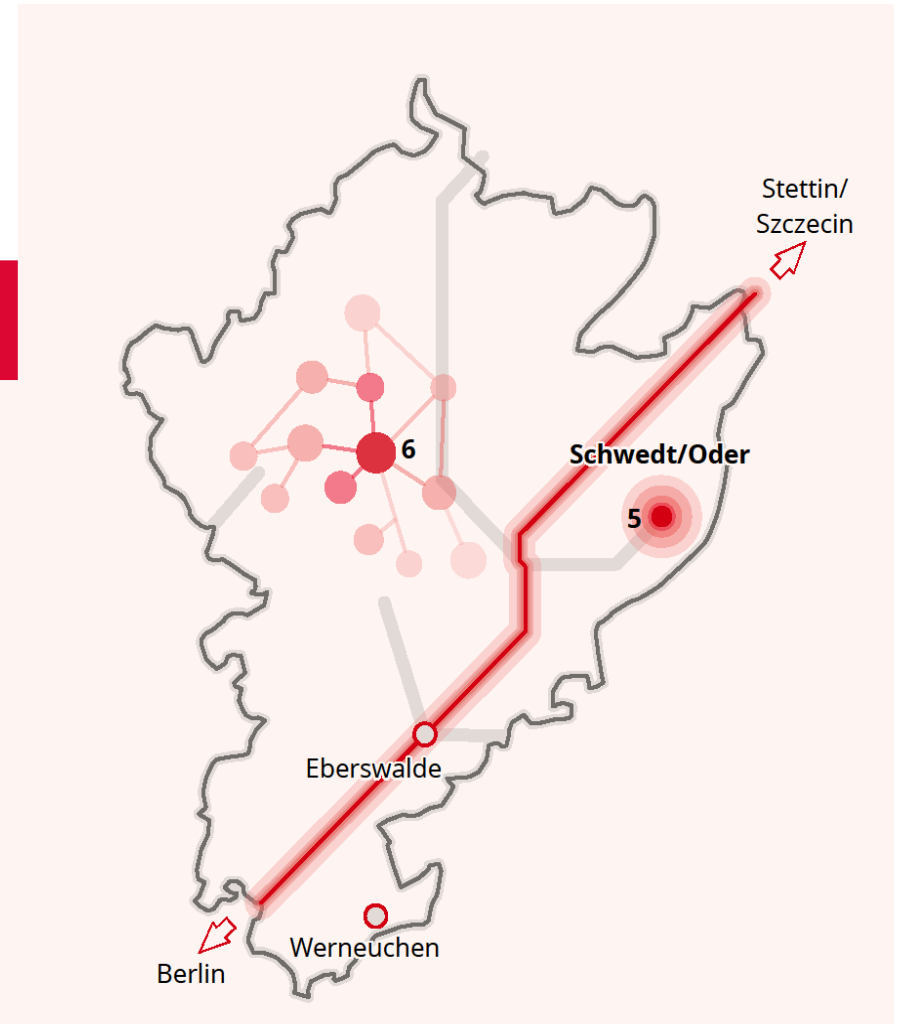 Stettin/
Szczecin
6
Schwedt/Oder
5
Eberswalde
Werneuchen
Berlin